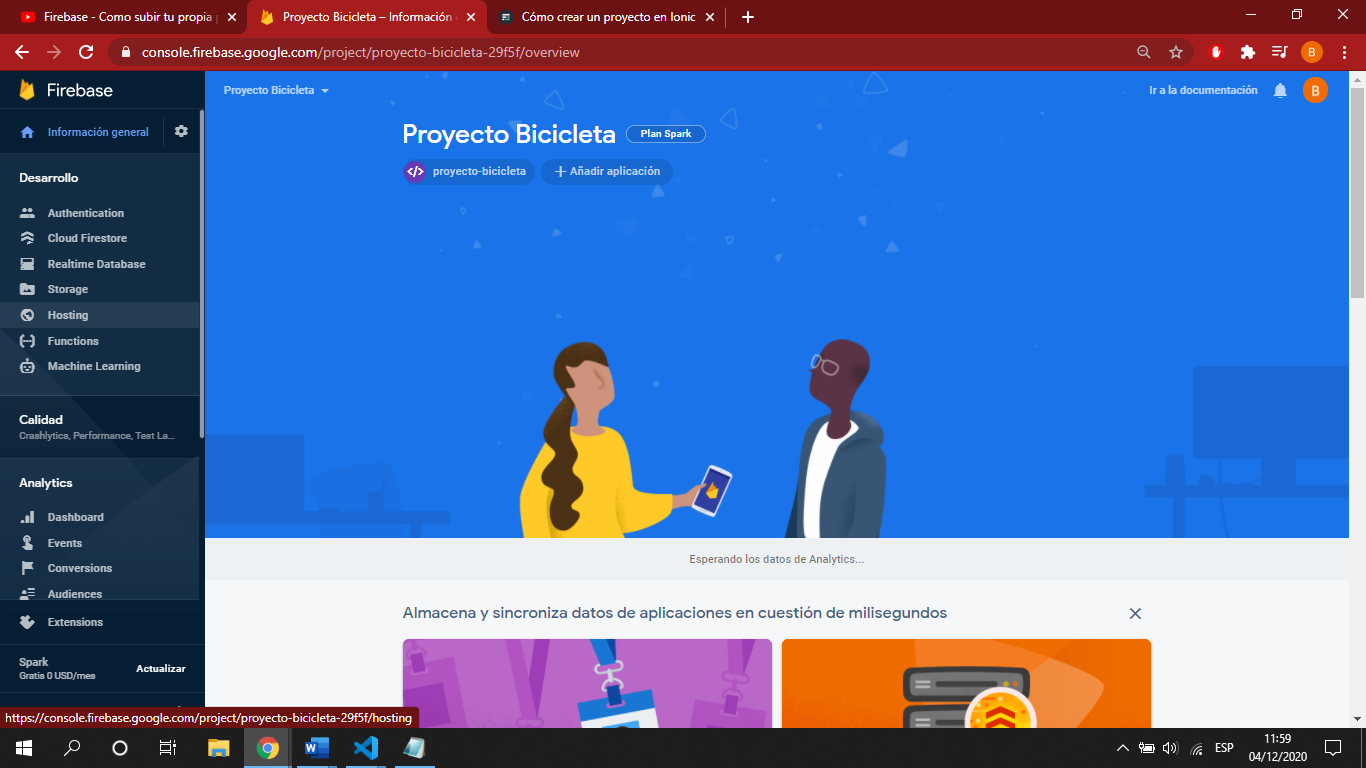 Firebase - Como subir tu propia p
Proyecto Bicicleta – Información g
Cómo crear un proyecto en Ionic
console.firebase.google.com/project/proyecto-bicicleta-29f5f/overview
B
Firebase
Proyecto Bicicleta
Ir a la documentación
B
Información general
Proyecto Bicicleta
Plan Spark
proyecto-bicicleta
Añadir aplicación
Desarrollo
Authentication
Cloud Firestore
Realtime Database
Storage
Hosting
Functions
Machine Learning
Calidad
Crashlytics, Performance, Test La...
Analytics
Dashboard
Events
Conversions
Audiences
Extensions
Spark
Gratis 0 USD/mes
Actualizar
Esperando los datos de Analytics...
Almacena y sincroniza datos de aplicaciones en cuestión de milisegundos
https://console.firebase.google.com/project/proyecto-bicicleta-29f5f/hosting
ESP
11:59
04/12/2020